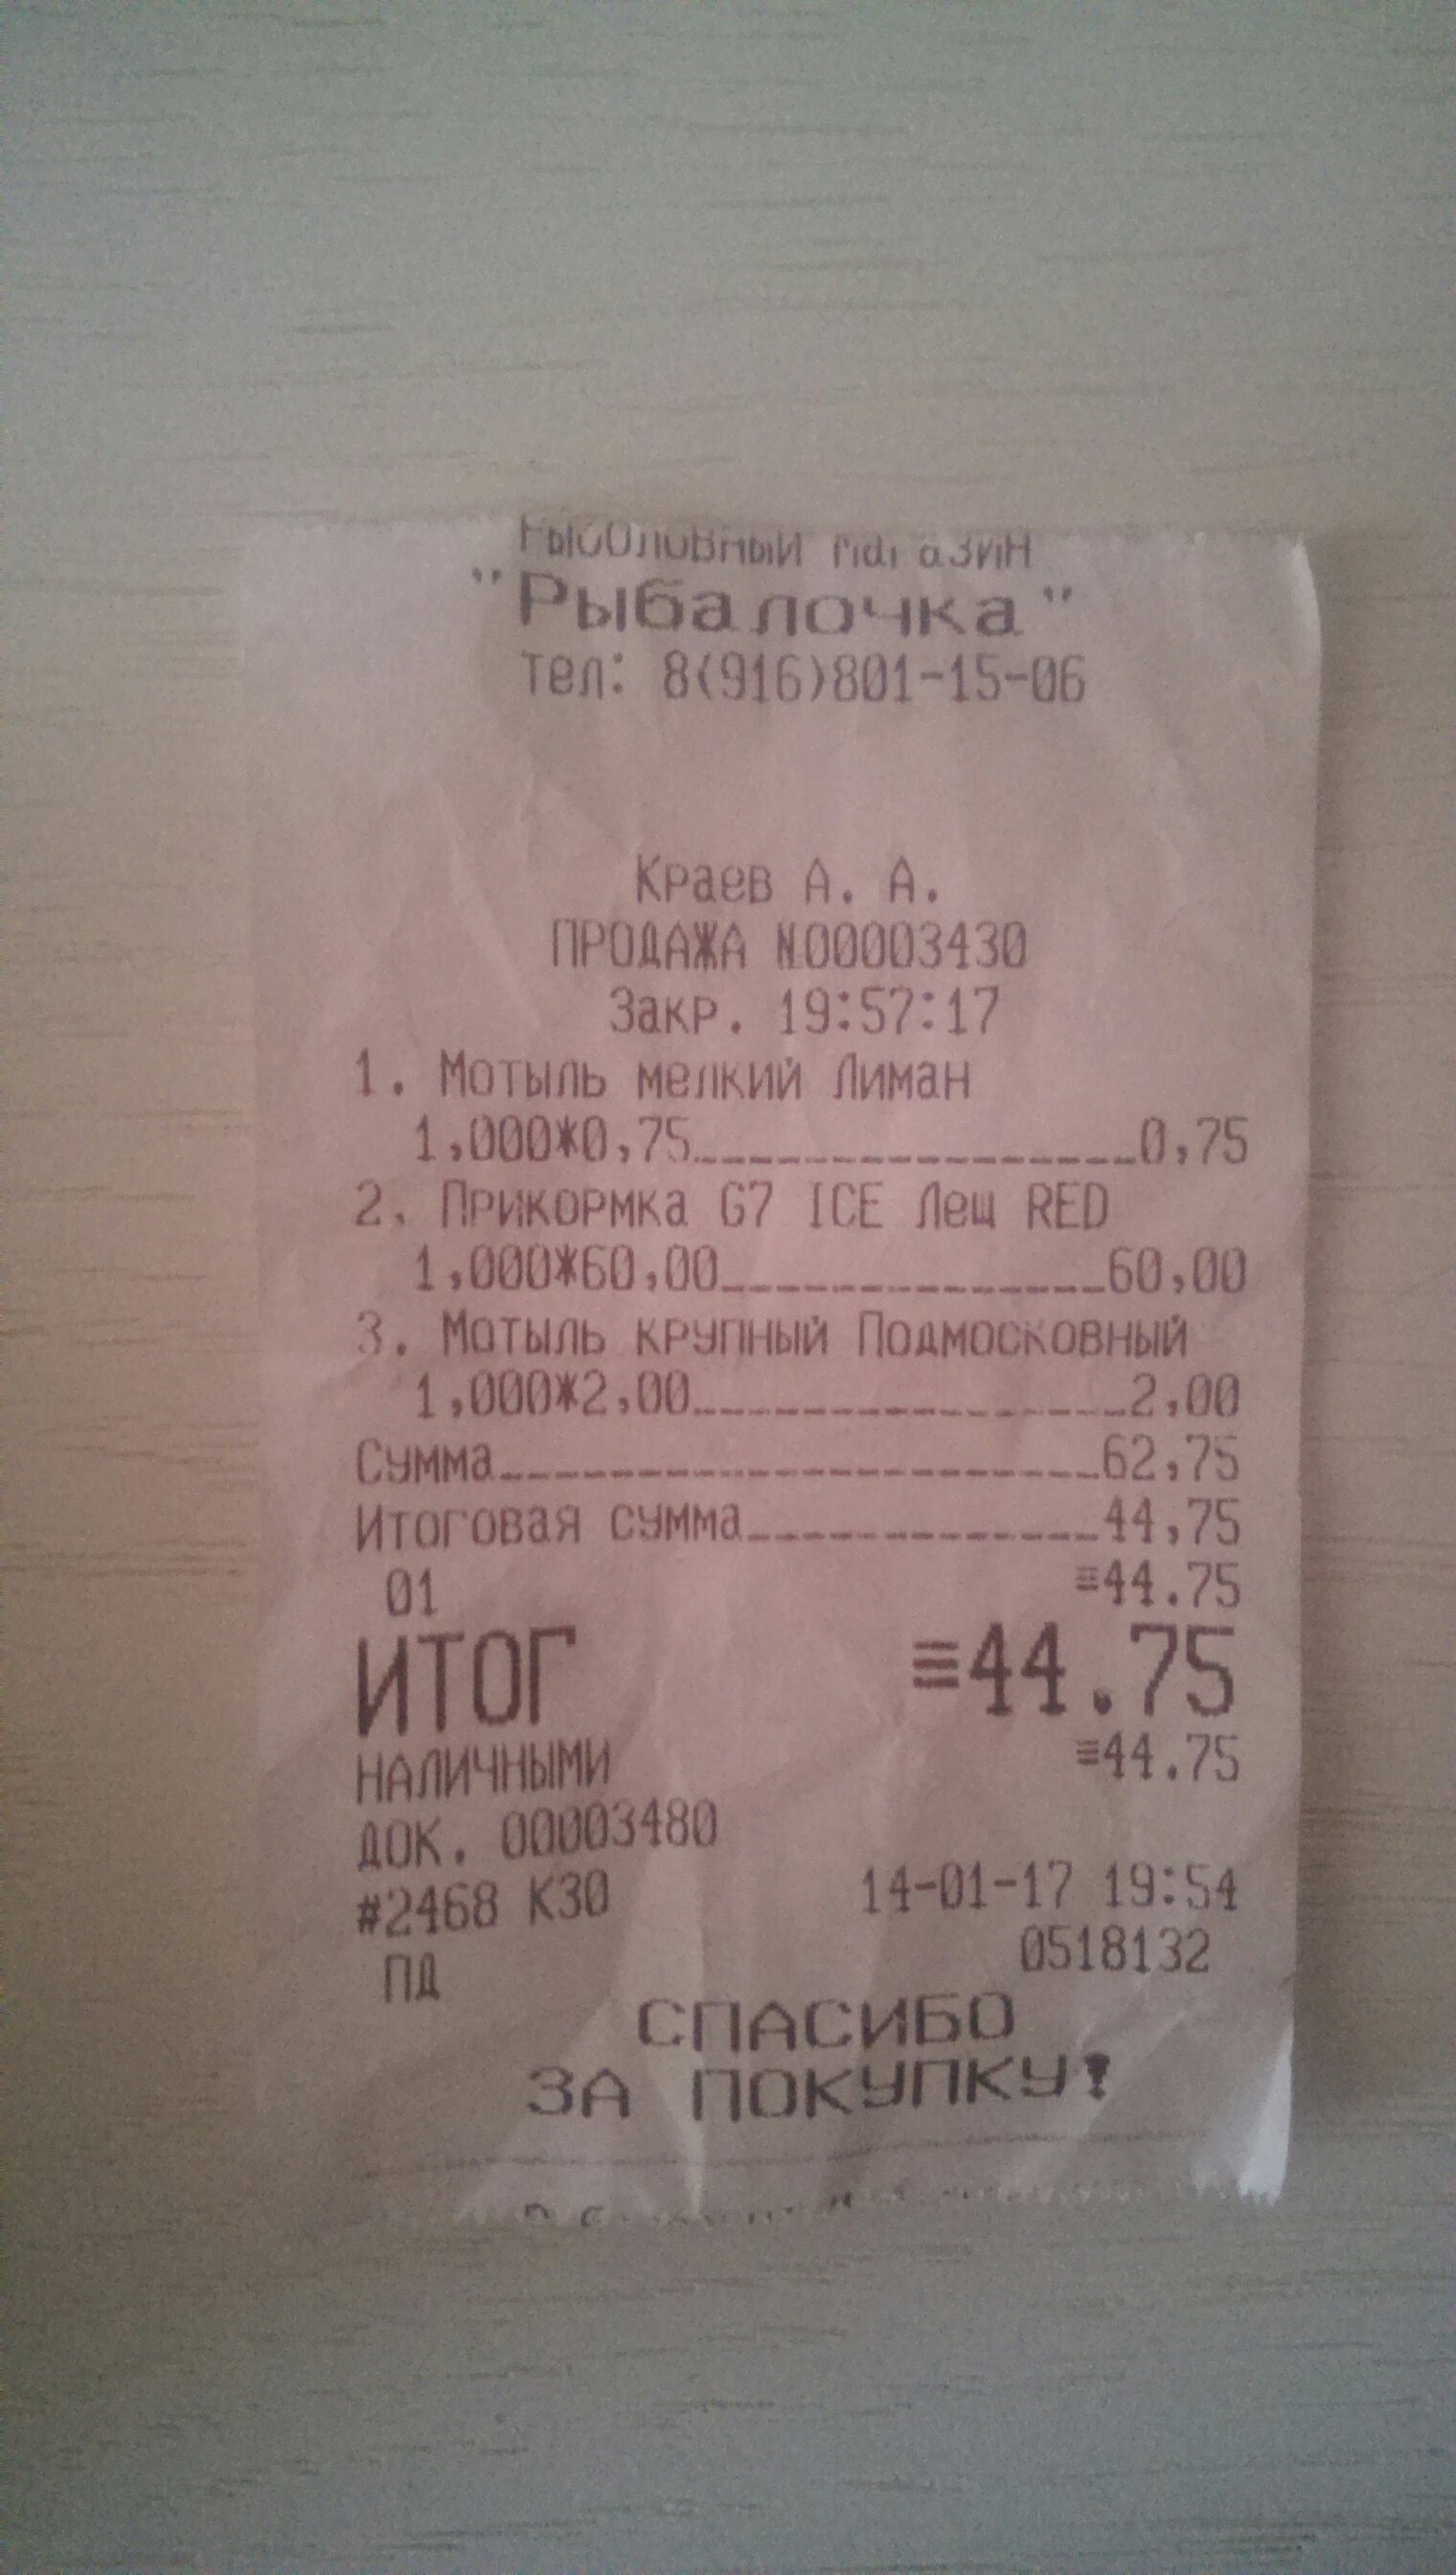 Рыболовный магазин
"Рыбалочка"
тел: 8(916)801-15-06
Краев А. А.
ПРОДАЖА №00003430
Закр. 19:57:17
1. Мотыль мелкий Лиман
1,000*0,75 0,75
2. Прикормка G7 ICE Лещ RED
1,000*60,00 60,00
3. Мотыль крупный Подмосковный
1,000*2,00 2,00
Сумма 62,75
Итоговая сумма 44,75
01 ≡44.75
ИТОГ ≡44.75
НАЛИЧНЫМИ ≡44.75
ДОК. 00003480
#2468 К30 14-01-17 19:54
ПД 0518132
СПАСИБО
ЗА ПОКУПКУ!